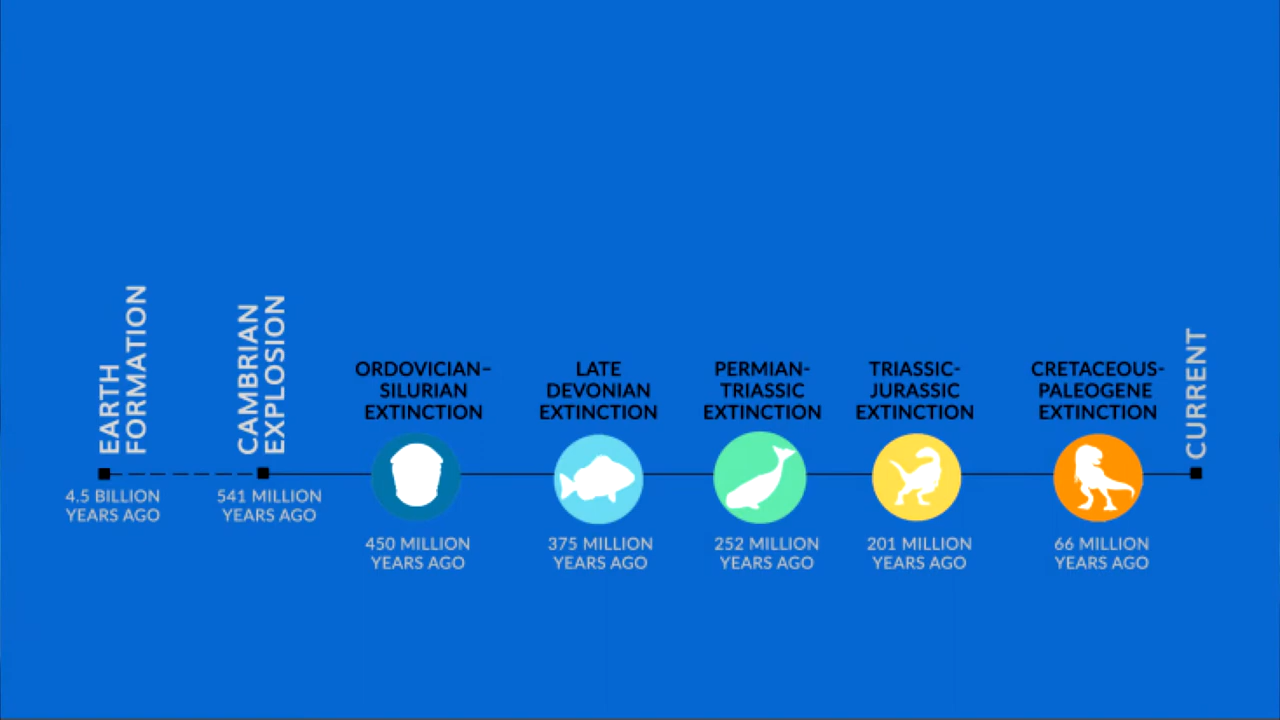 EARTH
FORMATION
4.5 BILLION
YEARS AGO
CAMBRIAN
EXPLOSION
541 MILLION
YEARS AGO
ORDOVICIAN–
SILURIAN
EXTINCTION
450 MILLION
YEARS AGO
LATE
DEVONIAN
EXTINCTION
375 MILLION
YEARS AGO
PERMIAN-
TRIASSIC
EXTINCTION
252 MILLION
YEARS AGO
TRIASSIC-
JURASSIC
EXTINCTION
201 MILLION
YEARS AGO
CRETACEOUS-
PALEOGENE
EXTINCTION
66 MILLION
YEARS AGO
CURRENT